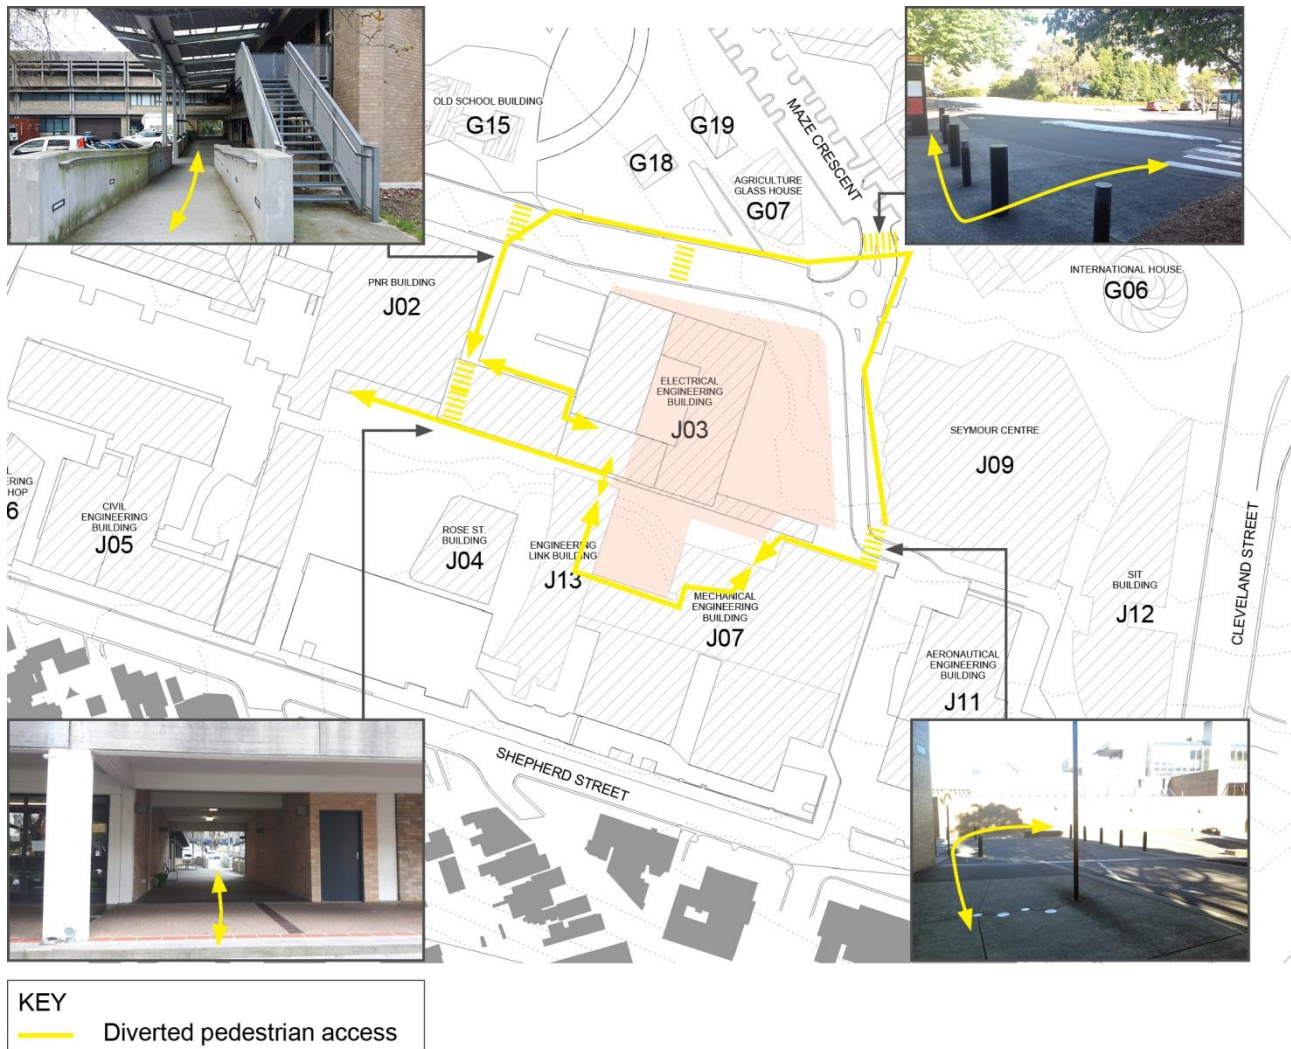 OLD SCHOOL BUILDING
G15
G19
G18
MAZE CRESCENT
AGRICULTURE
GLASS HOUSE
G07
INTERNATIONAL HOUSE
G06
PNR BUILDING
J02
ELECTRICAL
ENGINEERING
BUILDING
J03
SEYMOUR CENTRE
J09
CLEVELAND STREET
6
CIVIL
ENGINEERING
BUILDING
J05
ROSE ST.
BUILDING
J04
ENGINEERING
LINK BUILDING
J13
MECHANICAL
ENGINEERING
BUILDING
J07
SIT
BUILDING
J12
AERONAUTICAL
ENGINEERING
BUILDING
J11
SHEPHERD STREET
KEY
Diverted pedestrian access